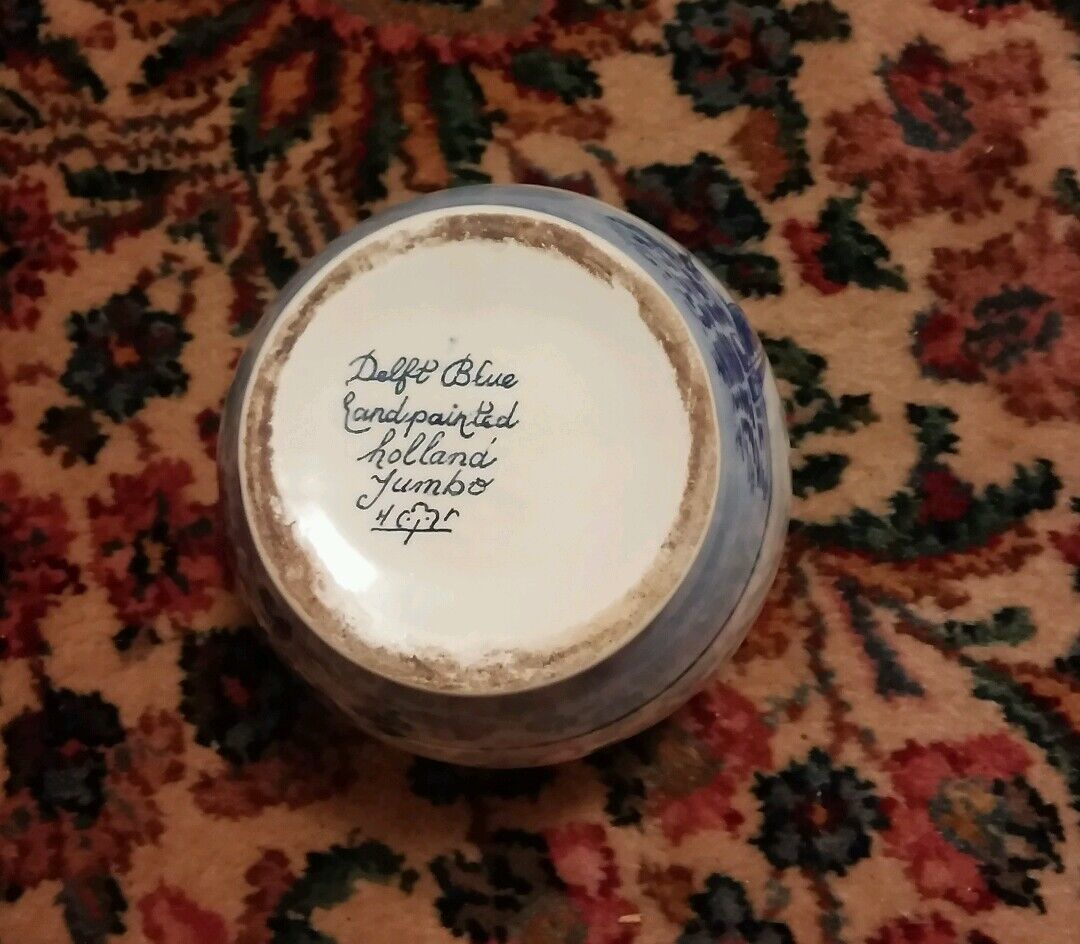 Delft Blue
handpainted
holland
Jumbo